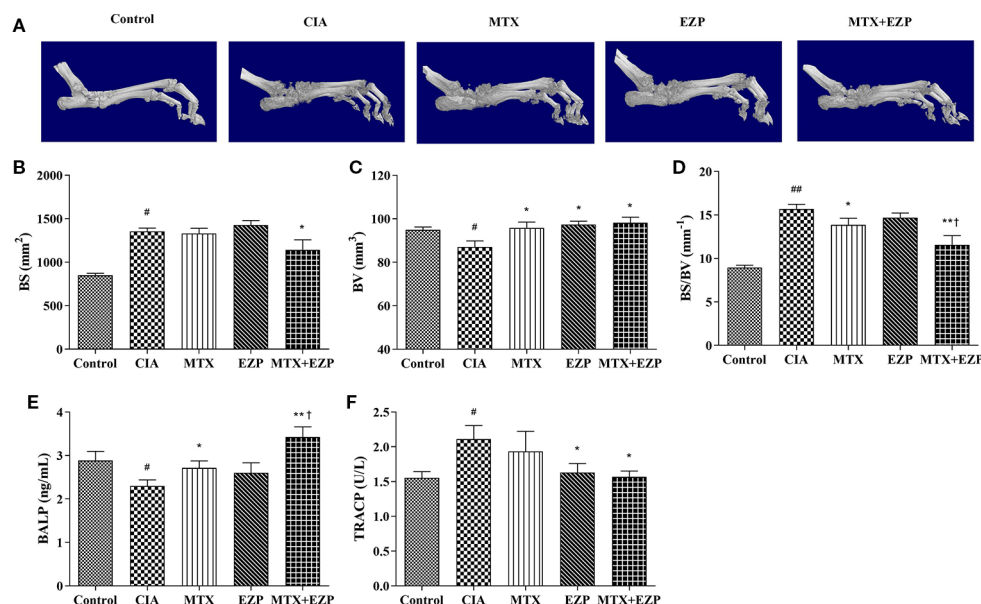 A
Control
CIA
MTX
EZP
MTX+EZP
B
BS (mm²)
2000
1500
1000
500
0
#
*
Control CIA MTX EZP MTX+EZP
C
BV (mm³)
120
100
80
60
40
#
*
*
*
Control CIA MTX EZP MTX+EZP
D
BS/BV (mm⁻¹)
20
15
10
5
0
##
*
**†
Control CIA MTX EZP MTX+EZP
E
BALP (ng/mL)
4
3
2
1
0
#
*
**†
Control CIA MTX EZP MTX+EZP
F
TRACP (U/L)
2.5
2.0
1.5
1.0
0.5
0.0
#
*
*
Control CIA MTX EZP MTX+EZP